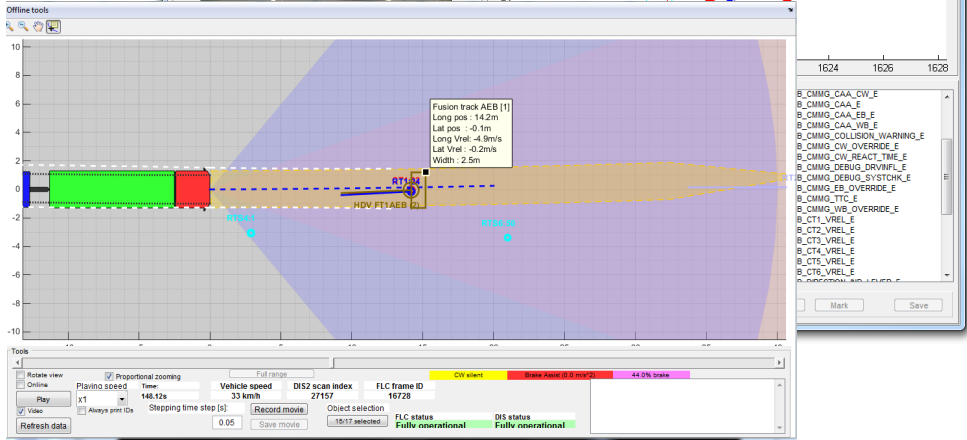 Offline tools
10
8
6
4
2
0
-2
-4
-6
-8
-10
Fusion track AEB [1]
Long pos : 14.2m
Lat pos : -0.1m
Long Vrel: -4.9m/s
Lat Vrel : -0.2m/s
Width : 2.5m
HDV FT1AEB (2)
1624 1626 1628
B_CMMG_CAA_CW_E
B_CMMG_CAA_E
B_CMMG_CAA_EB_E
B_CMMG_CAA_WB_E
B_CMMG_COLLISION_WARNING_E
B_CMMG_CW_OVERRIDE_E
B_CMMG_CW_REACT_TIME_E
B_CMMG_DEBUG_DRVINFL_E
B_CMMG_DEBUG_SYSTCHK_E
B_CMMG_EB_OVERRIDE_E
B_CMMG_TTC_E
B_CMMG_WB_OVERRIDE_E
B_CT1_VREL_E
B_CT2_VREL_E
B_CT3_VREL_E
B_CT4_VREL_E
B_CT5_VREL_E
B_CT6_VREL_E
Mark Save
Tools
Rotate view
Proportional zooming
Full range
CW silent
Brake Assist (0.0 m/s^2)
44.0% brake
Online
Playing speed
Time:
Vehicle speed
DIS2 scan index
FLC frame ID
Play
x1
148.12s
33 km/h
27157
16728
Video
Always print IDs
Stepping time step [s]:
Record movie
Object selection
Refresh data
0.05
Save movie
15/17 selected
FLC status
DIS status
Fully operational
Fully operational